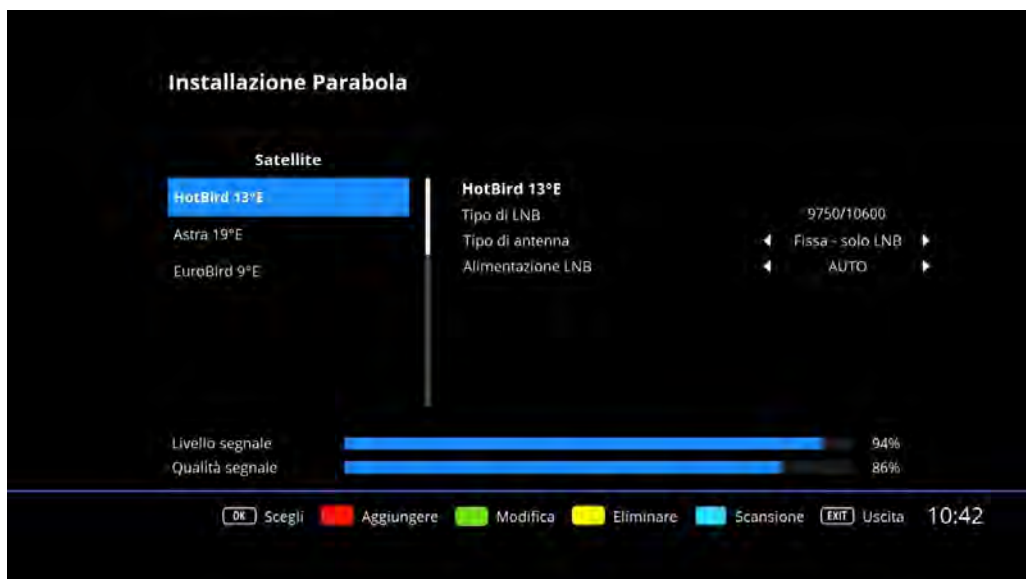 Installazione Parabola
Satellite
HotBird 13°E
Astra 19°E
EuroBird 9°E
HotBird 13°E
Tipo di LNB 9750/10600
Tipo di antenna Fissa - solo LNB
Alimentazione LNB AUTO
Livello segnale 94%
Qualità segnale 86%
OK Scegli Aggiungere Modifica Eliminare Scansione EXIT Uscita 10:42